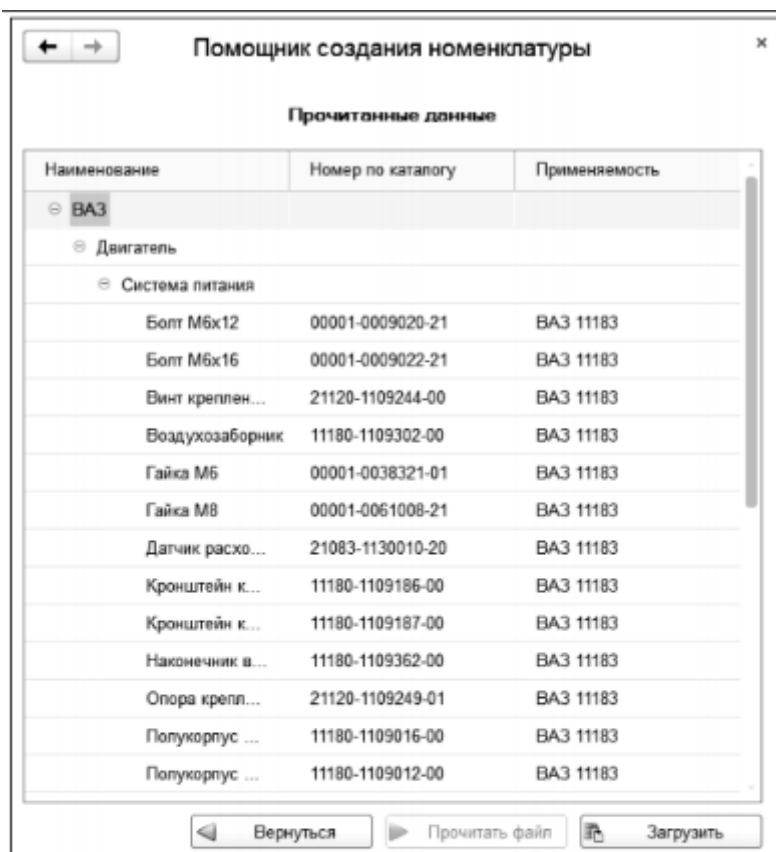 Помощник создания номенклатуры
Прочитанные данные
Наименование Номер по каталогу Применяемость
ВАЗ
Двигатель
Система питания
Болт М6х12 00001-0009020-21 ВАЗ 11183
Болт М6х16 00001-0009022-21 ВАЗ 11183
Винт креплен... 21120-1109244-00 ВАЗ 11183
Воздухозаборник 11180-1109302-00 ВАЗ 11183
Гайка М6 00001-0038321-01 ВАЗ 11183
Гайка М8 00001-0061008-21 ВАЗ 11183
Датчик расхо... 21083-1130010-20 ВАЗ 11183
Кронштейн к... 11180-1109186-00 ВАЗ 11183
Кронштейн к... 11180-1109187-00 ВАЗ 11183
Наконечник в... 11180-1109362-00 ВАЗ 11183
Опора крепл... 21120-1109249-01 ВАЗ 11183
Полукорпус ... 11180-1109016-00 ВАЗ 11183
Полукорпус ... 11180-1109012-00 ВАЗ 11183
Вернуться Прочитать файл Загрузить